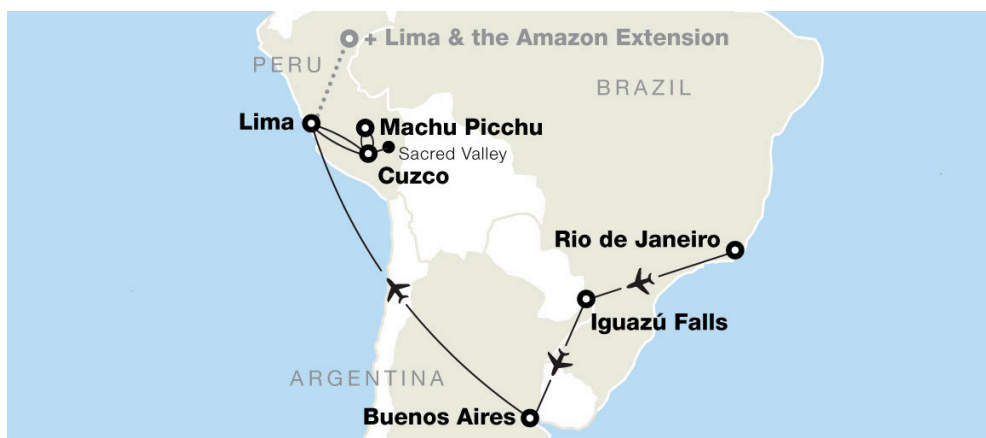 + Lima & the Amazon Extension
PERU
BRAZIL
Lima
Machu Picchu
Sacred Valley
Cuzco
Rio de Janeiro
Iguazú Falls
ARGENTINA
Buenos Aires